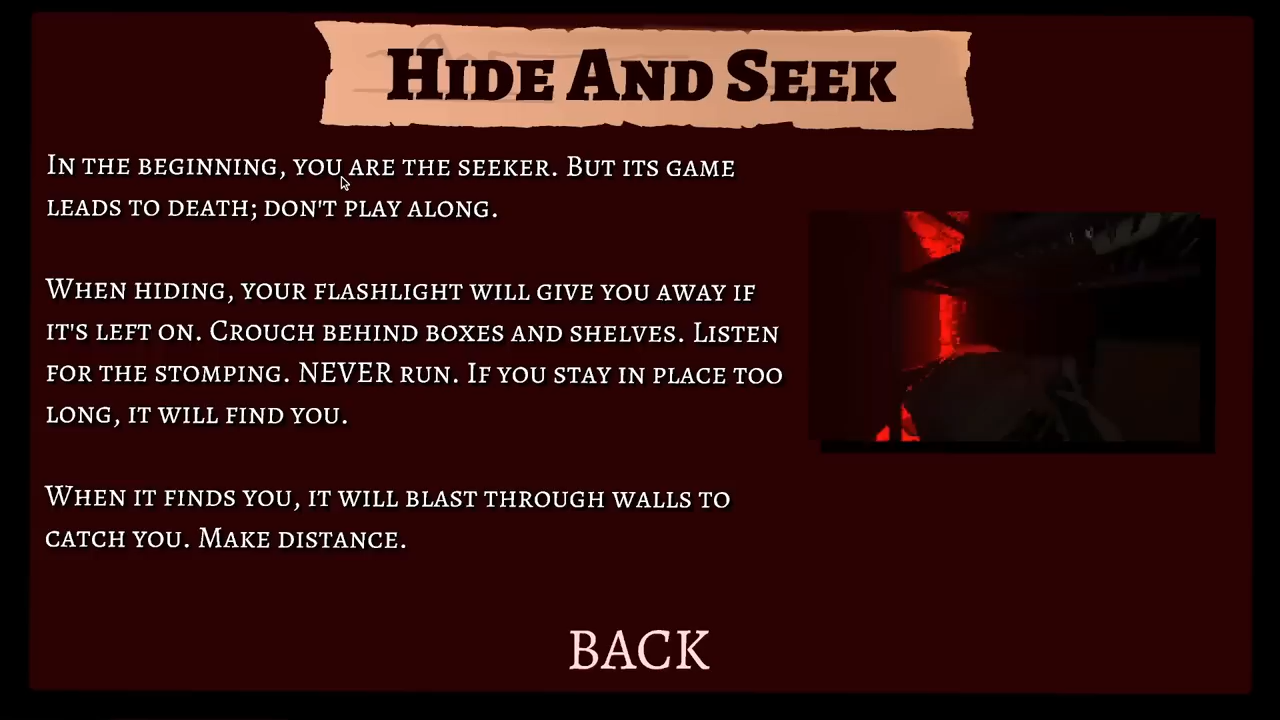 Hide And Seek
In the beginning, you are the seeker. But its game
leads to death; don't play along.
When hiding, your flashlight will give you away if
it's left on. Crouch behind boxes and shelves. Listen
for the stomping. NEVER run. If you stay in place too
long, it will find you.
When it finds you, it will blast through walls to
catch you. Make distance.
BACK